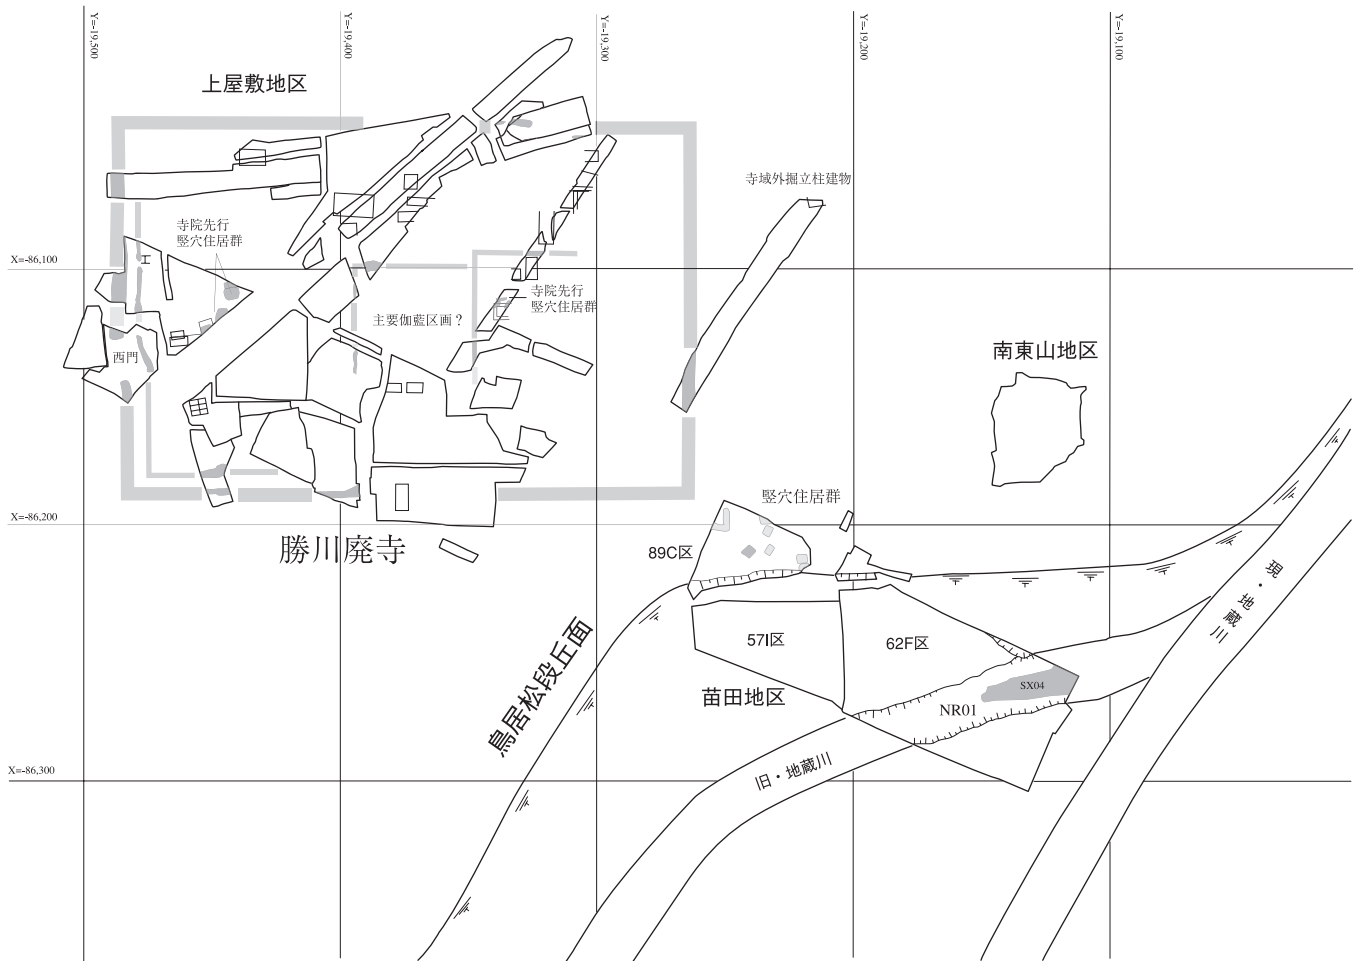 Y=-19,500
Y=-19,400
Y=-19,300
Y=-19,200
Y=-19,100
上屋敷地区
寺域外掘立柱建物
寺院先行
竪穴住居群
X=-86,100
寺院先行
竪穴住居群
主要伽藍区画？
西門
南東山地区
竪穴住居群
X=-86,200
勝川廃寺
89C区
現・地蔵川
57I区
62F区
鳥居松段丘面
SX04
苗田地区
NR01
旧・地蔵川
X=-86,300